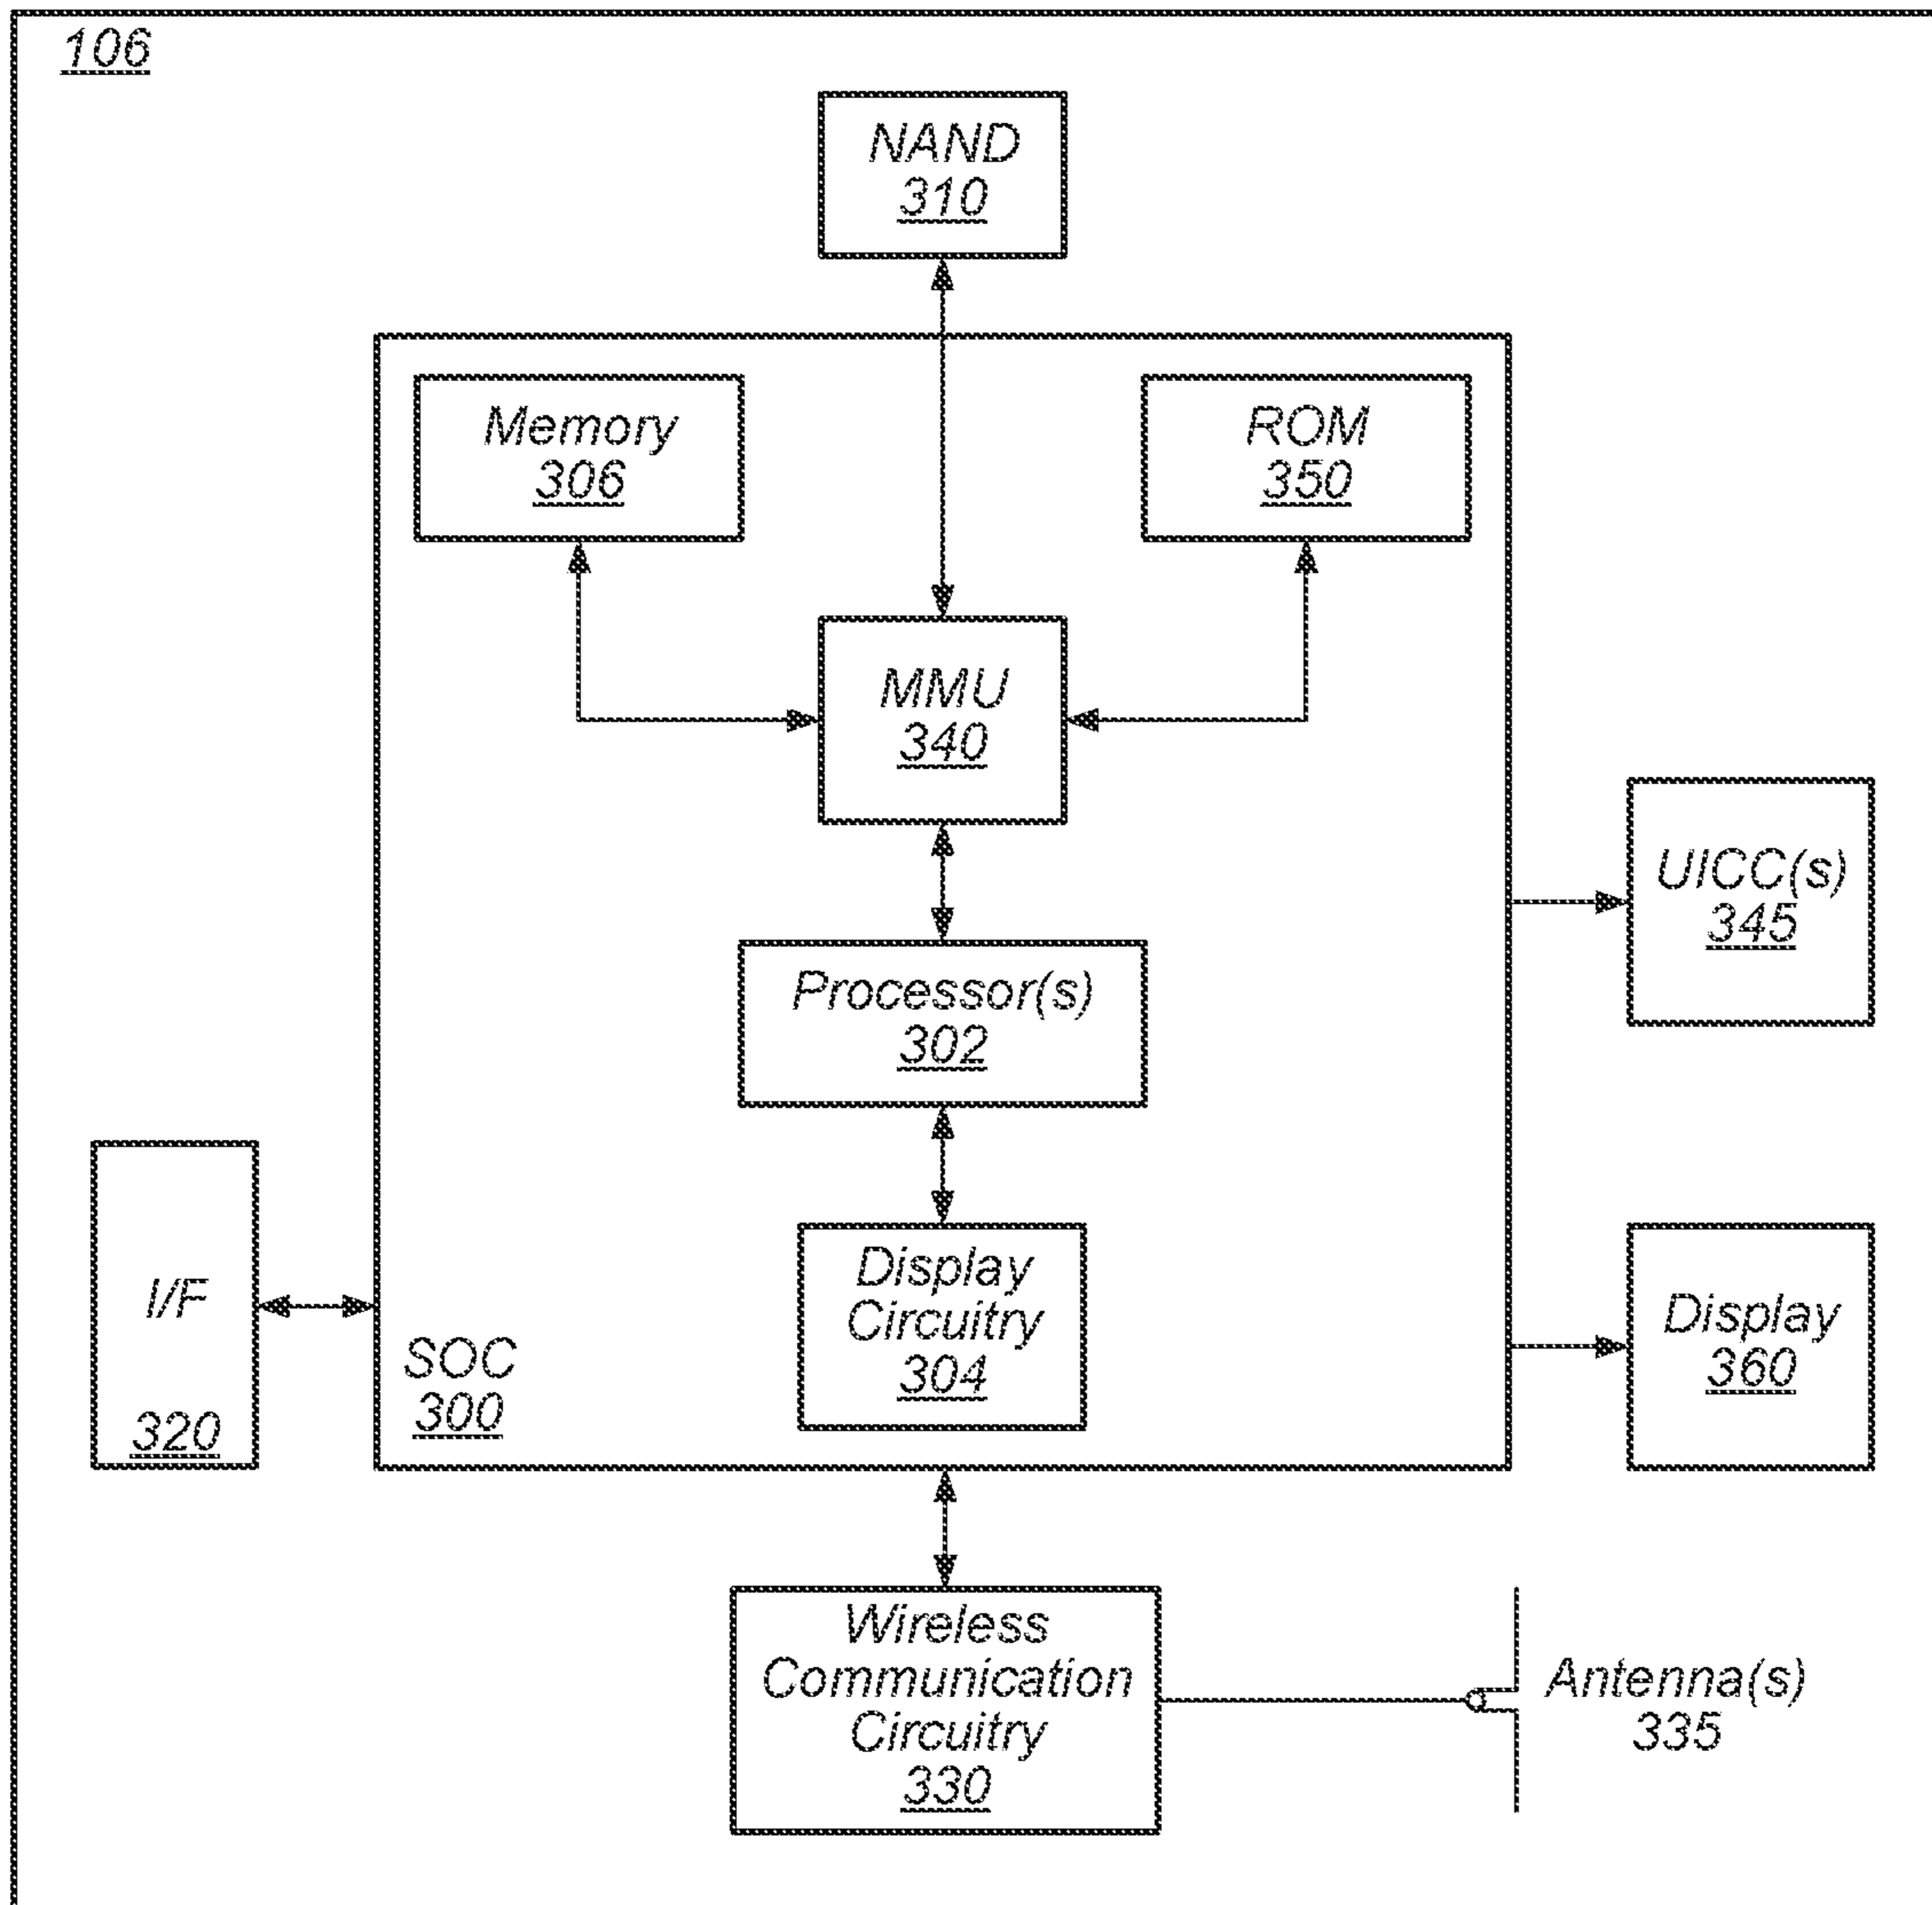 106
NAND
310
Memory
306
ROM
350
MMU
340
UICC(s)
345
Processor(s)
302
Display
Circuitry
304
I/F
320
SOC
300
Display
360
Wireless
Communication
Circuitry
330
Antenna(s)
335